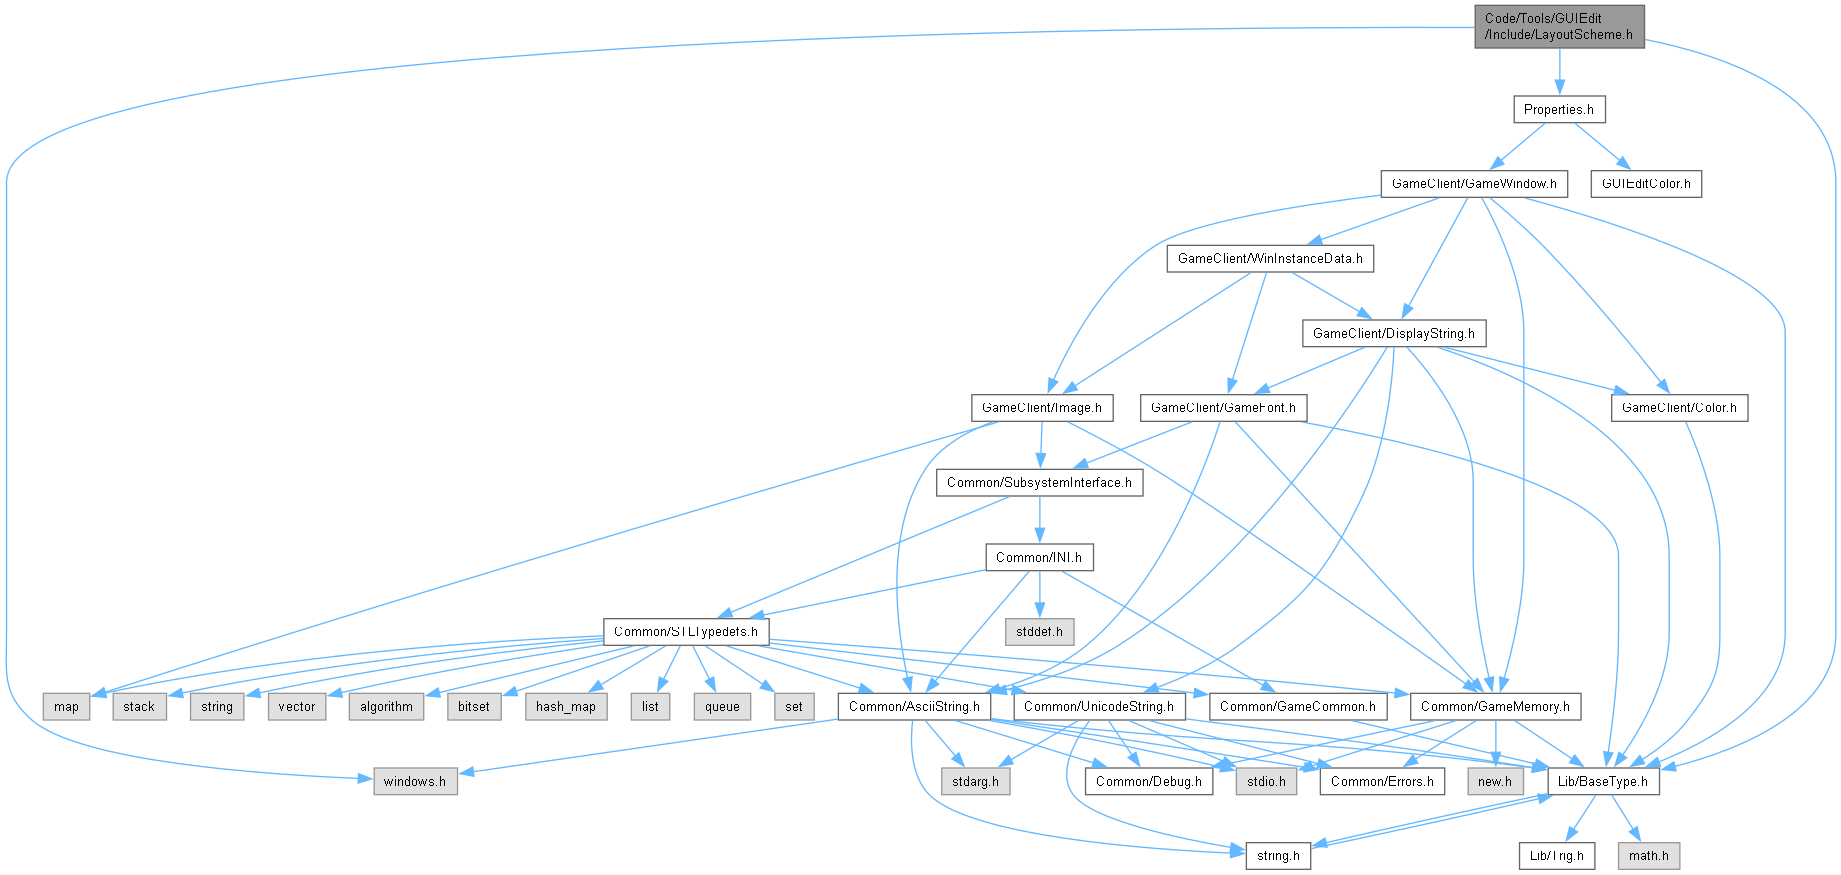 Code/Tools/GUIEdit
/Include/LayoutScheme.h
Properties.h
GameClient/GameWindow.h
GUIEditColor.h
GameClient/WinInstanceData.h
GameClient/DisplayString.h
GameClient/Image.h
GameClient/GameFont.h
GameClient/Color.h
Common/SubsystemInterface.h
Common/INI.h
Common/STLTypedefs.h
stddef.h
map
stack
string
vector
algorithm
bitset
hash_map
list
queue
set
Common/AsciiString.h
Common/UnicodeString.h
Common/GameCommon.h
Common/GameMemory.h
windows.h
stdarg.h
Common/Debug.h
stdio.h
Common/Errors.h
new.h
Lib/BaseType.h
string.h
Lib/Trig.h
math.h